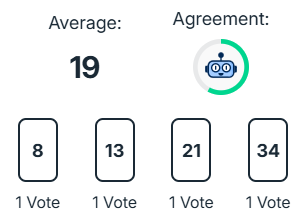 Average: Agreement:
19
8 13 21 34
1 Vote 1 Vote 1 Vote 1 Vote